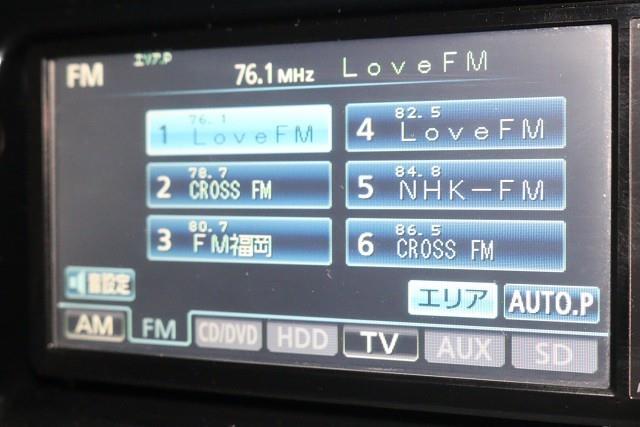 FM エリア.P 76.1MHz LoveFM
76.1
1 LoveFM
82.5
4 LoveFM
78.7
2 CROSS FM
84.8
5 NHK-FM
80.7
3 FM福岡
86.5
6 CROSS FM
音設定
エリア AUTO.P
AM FM CD/DVD HDD TV AUX SD